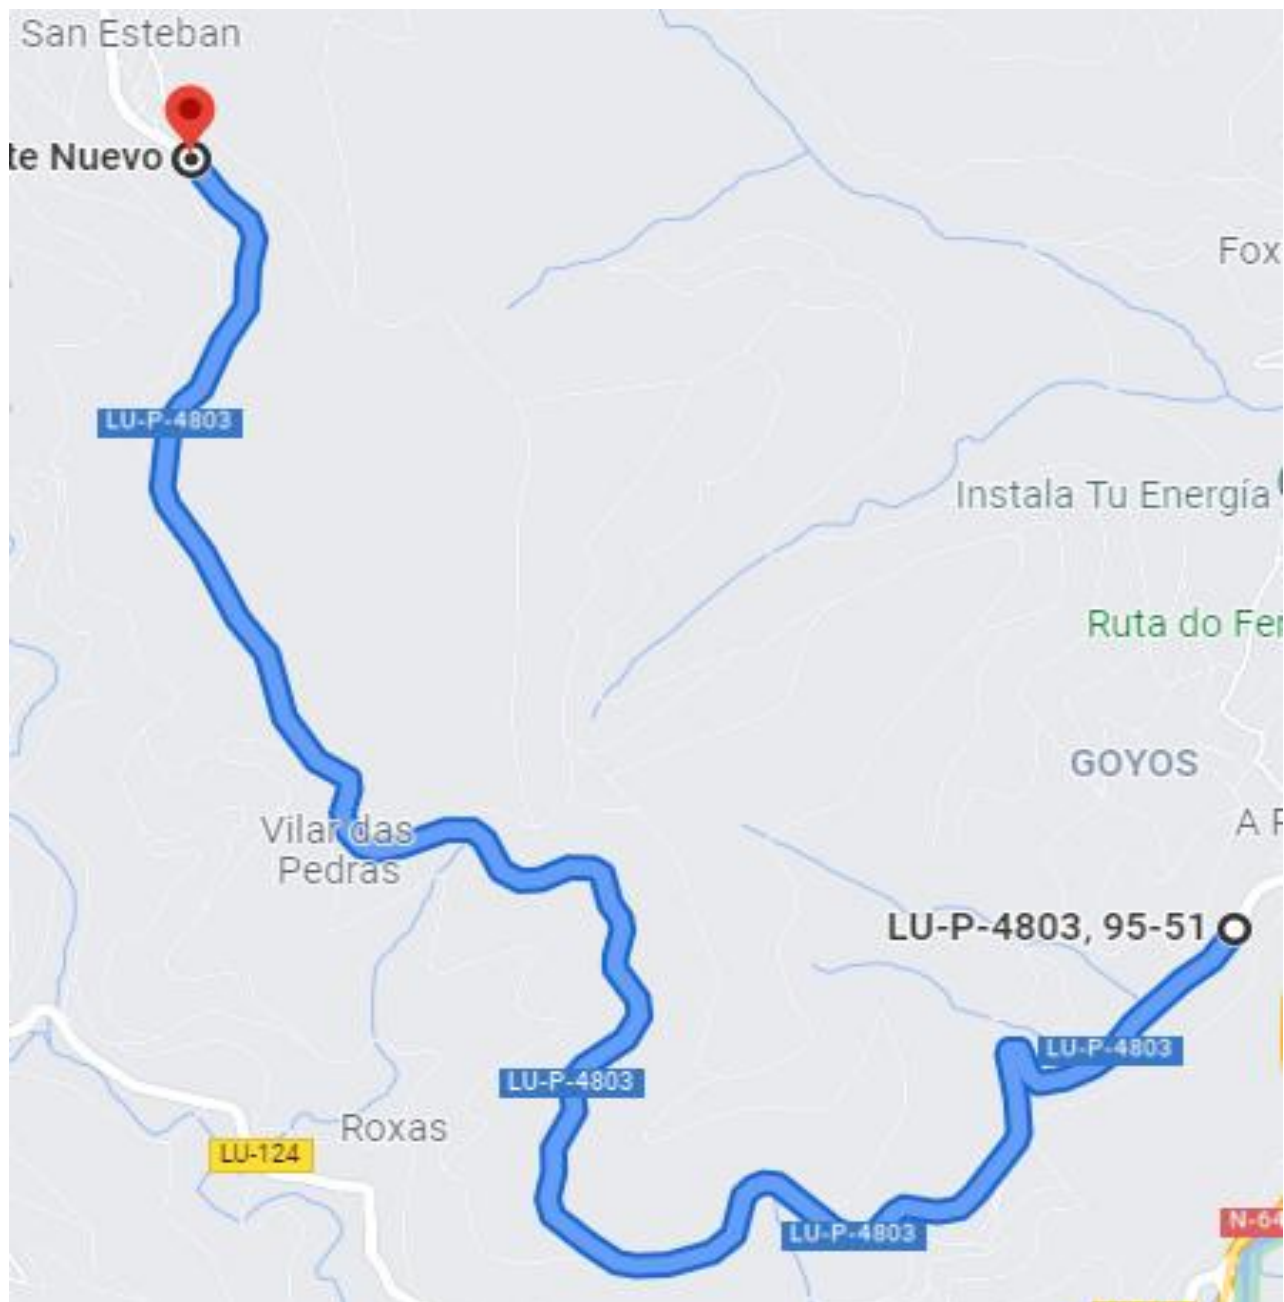 San Esteban
te Nuevo
Fox
LU-P-4803
Instala Tu Energía
Ruta do Fer
GOYOS
Vilar das
Pedras
A P
LU-P-4803, 95-51
LU-P-4803
LU-P-4803
Roxas
LU-124
N-64
LU-P-4803